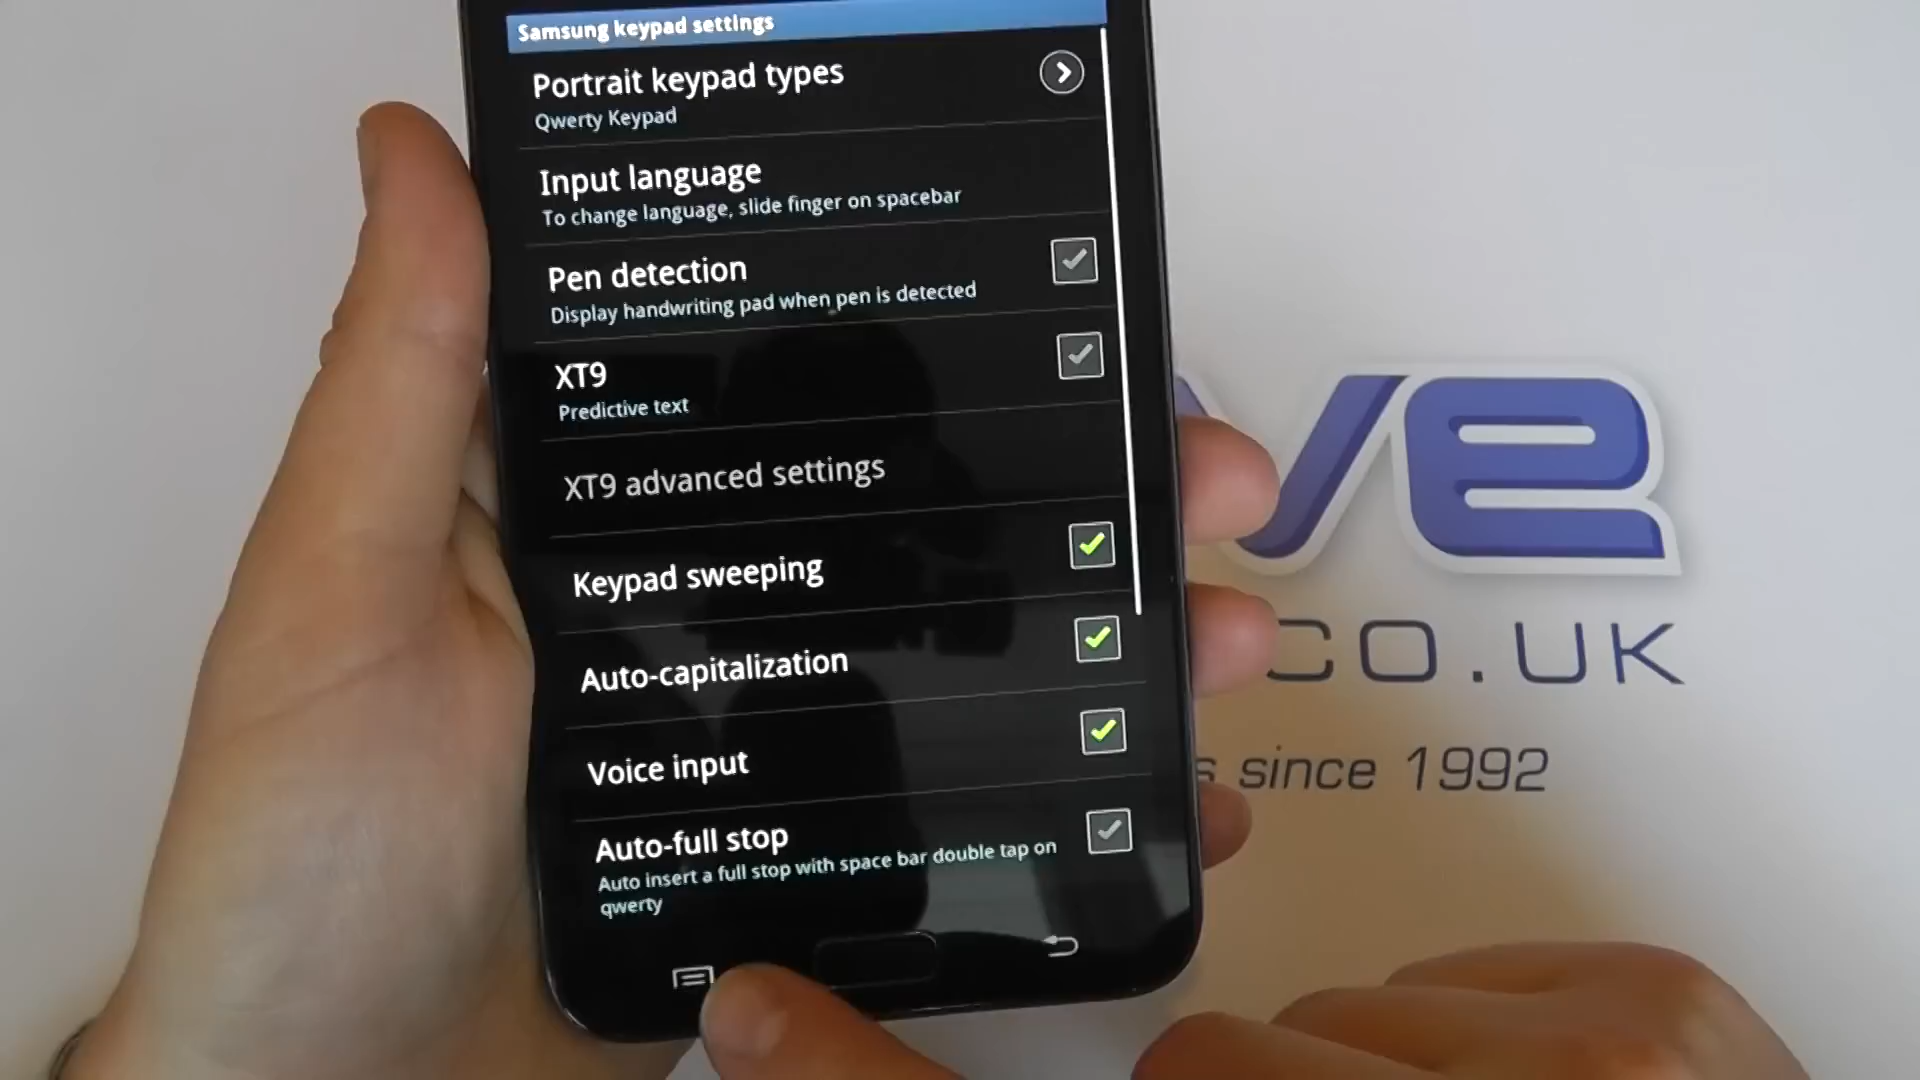 Samsung keypad settings
Portrait keypad types
Qwerty Keypad
Input language
To change language, slide finger on spacebar
Pen detection
Display handwriting pad when pen is detected
XT9
Predictive text
XT9 advanced settings
Keypad sweeping
Auto-capitalization
Voice input
Auto-full stop
Auto insert a full stop with space bar double tap on
qwerty
ve
CO.UK
since 1992